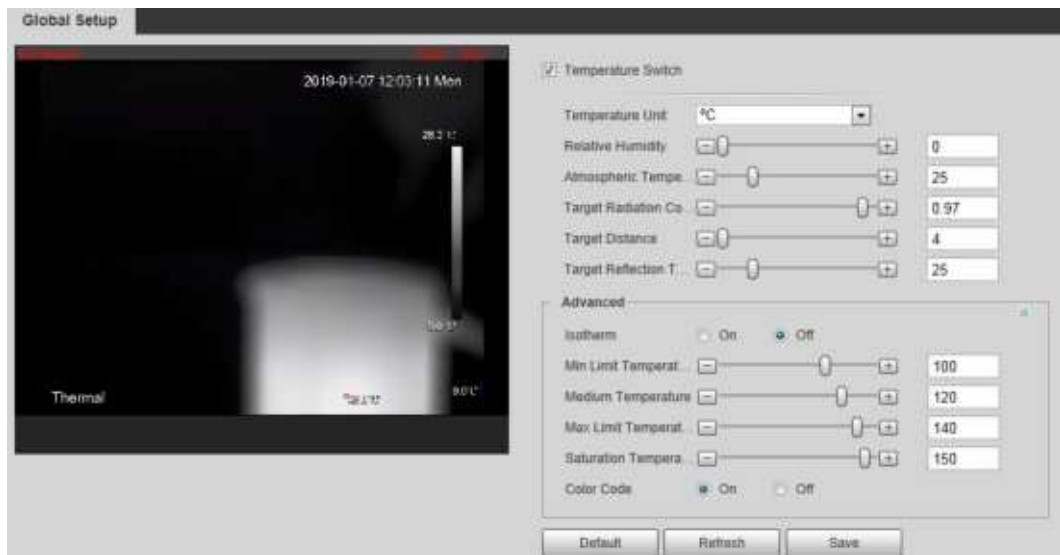 Global Setup
2019-01-07 12:03:11 Mon
Thermal
Temperature Switch
Temperature Unit °C
Relative Humidity 0
Atmospheric Tempe... 25
Target Radiation Co... 0.97
Target Distance 4
Target Reflection T... 25
Advanced
Isotherm On Off
Min Limit Temperat... 100
Medium Temperature 120
Max Limit Temperat... 140
Saturation Tempera... 150
Color Code On Off
Default Refresh Save